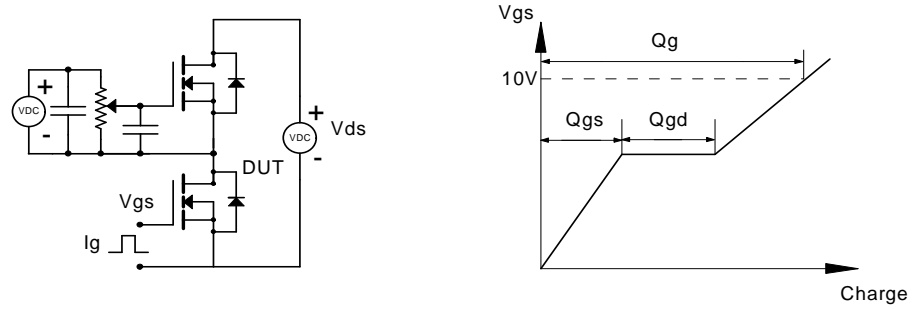 +
VDC
-
DUT
Vgs
Ig
+
VDC
-
Vds
Vgs
Qg
10V
Qgs
Qgd
Charge